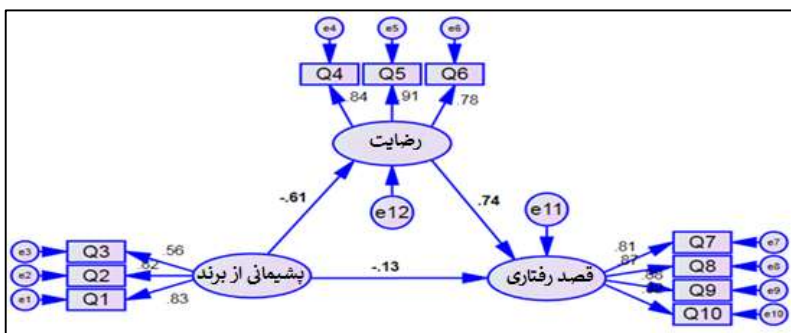 e4 e5 e6
Q4 Q5 Q6
.84 .91 .78
رضایت
-.61 .74
e12 e11
e3 Q3 .56
e2 Q2 .82
e1 Q1 .83
پشیمانی از برند
-.13
قصد رفتاری
.81 Q7 e7
.87 Q8 e8
Q9 e9
Q10 e10